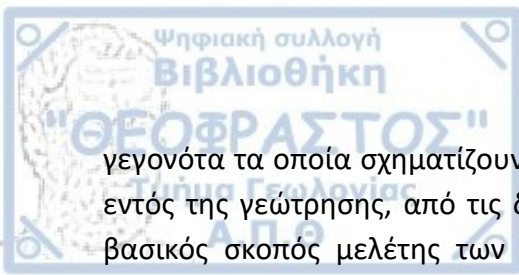 Ψηφιακή συλλογή
Βιβλιοθήκη
"ΘΕΟΦΡΑΣΤΟΣ"
γεγονότα τα οποία σχηματίζουν
Τμήμα Γεωλογίας
εντός της γεώτρησης, από τις
Α.Π.Θ
βασικός σκοπός μελέτης των